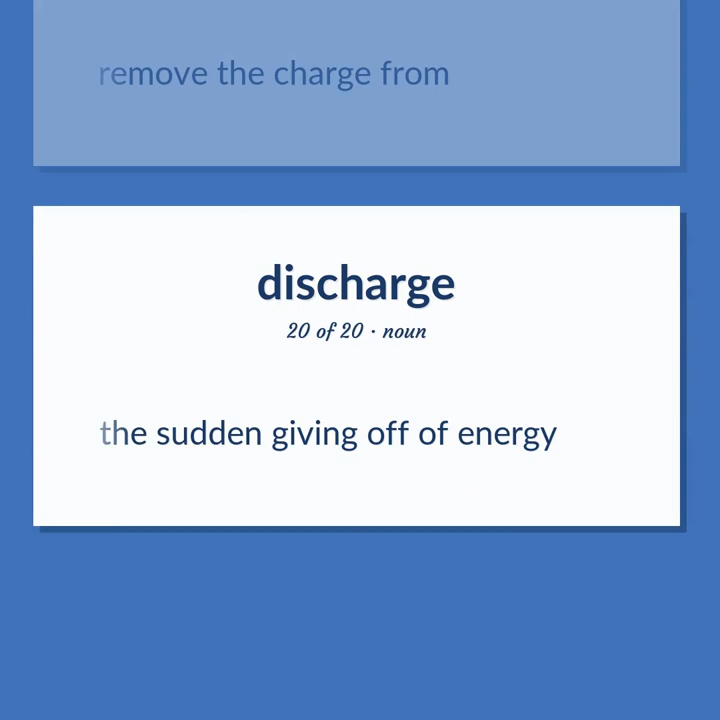 remove the charge from
discharge
20 of 20 · noun
the sudden giving off of energy